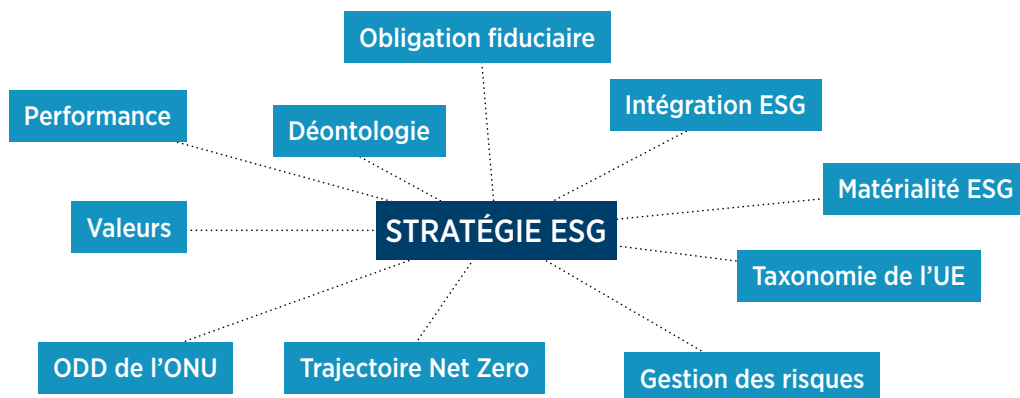 Obligation fiduciaire
Performance
Déontologie
Intégration ESG
Matérialité ESG
Valeurs
STRATÉGIE ESG
Taxonomie de l’UE
ODD de l’ONU
Trajectoire Net Zero
Gestion des risques